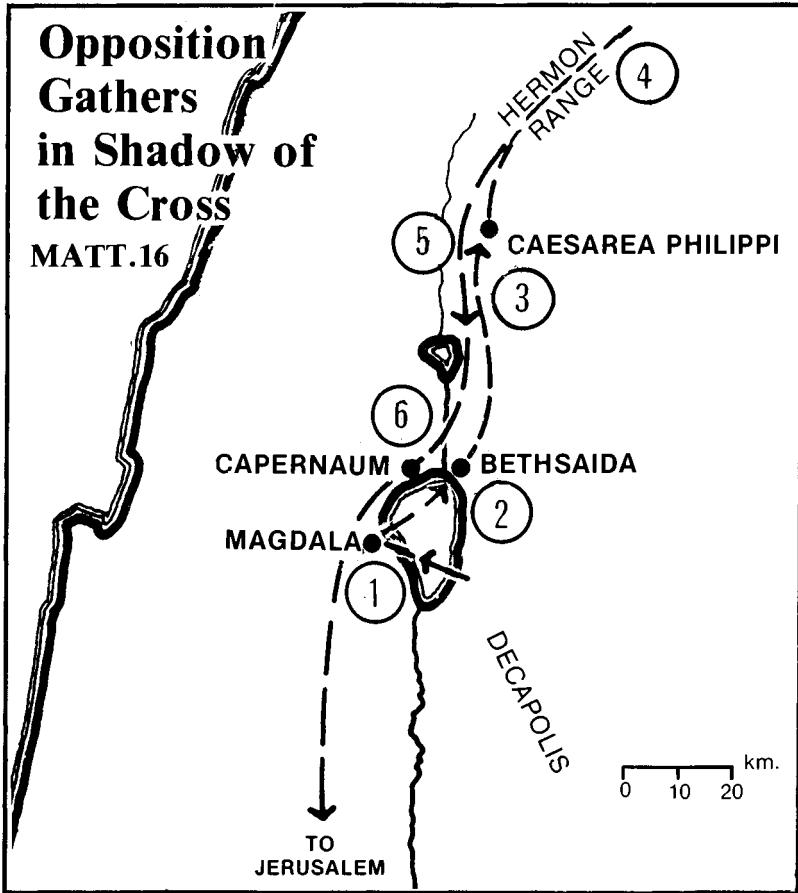 Opposition
Gathers
in Shadow of
the Cross
MATT.16
HERMON
RANGE
4
5
CAESAREA PHILIPPI
3
6
CAPERNAUM
BETHSAIDA
2
MAGDALA
1
DECAPOLIS
km.
0 10 20
TO
JERUSALEM